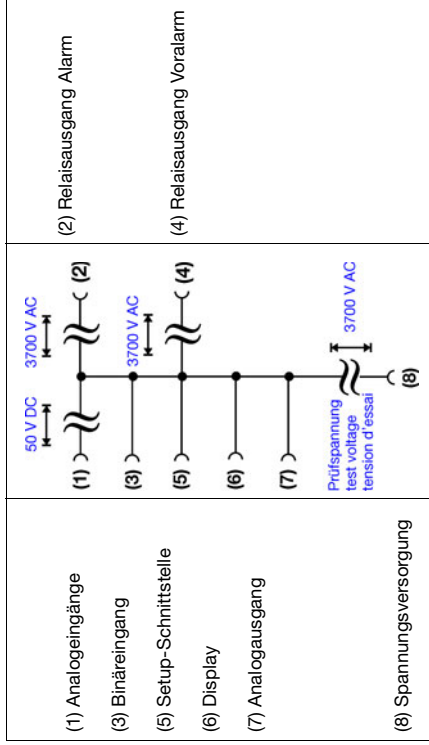 (1) Analogeingänge
(3) Binäreingang
(5) Setup-Schnittstelle
(6) Display
(7) Analogausgang
(8) Spannungsversorgung
50 V DC
3700 V AC
(1)
(2)
(3)
3700 V AC
(5)
(4)
(6)
(7)
Prüfspannung
test voltage
tension d'essai
3700 V AC
(8)
(2) Relaisausgang Alarm
(4) Relaisausgang Voralarm